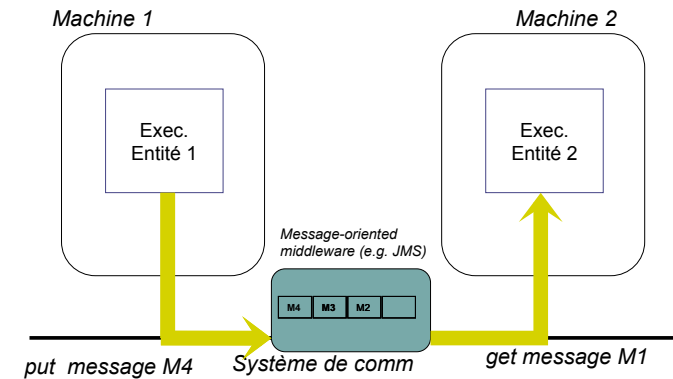 Machine 1
Machine 2
Exec.
Entité 1
Exec.
Entité 2
Message-oriented
middleware (e.g. JMS)
M4 M3 M2
put message M4
Système de comm
get message M1